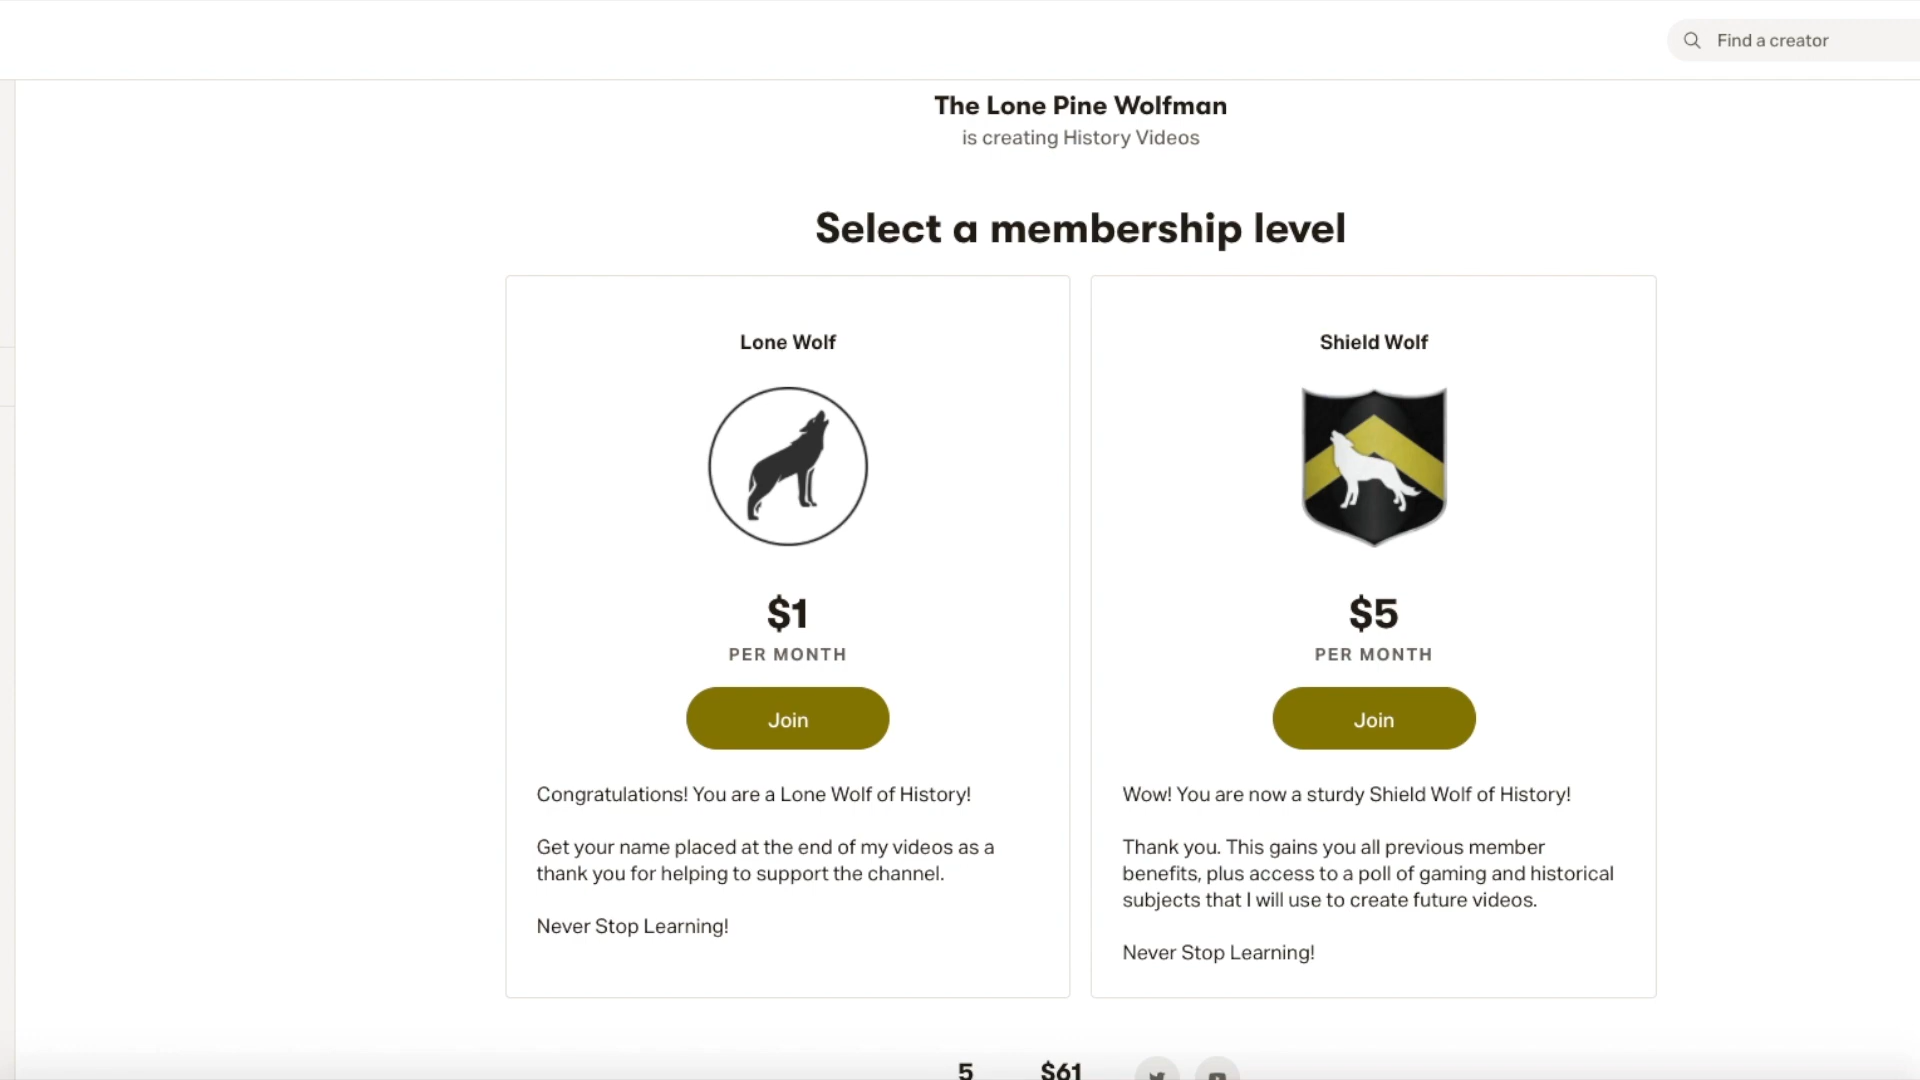 Find a creator
The Lone Pine Wolfman
is creating History Videos
Select a membership level
Lone Wolf
$1
PER MONTH
Join
Congratulations! You are a Lone Wolf of History!
Get your name placed at the end of my videos as a
thank you for helping to support the channel.
Never Stop Learning!
Shield Wolf
$5
PER MONTH
Join
Wow! You are now a sturdy Shield Wolf of History!
Thank you. This gains you all previous member
benefits, plus access to a poll of gaming and historical
subjects that I will use to create future videos.
Never Stop Learning!
5
$61